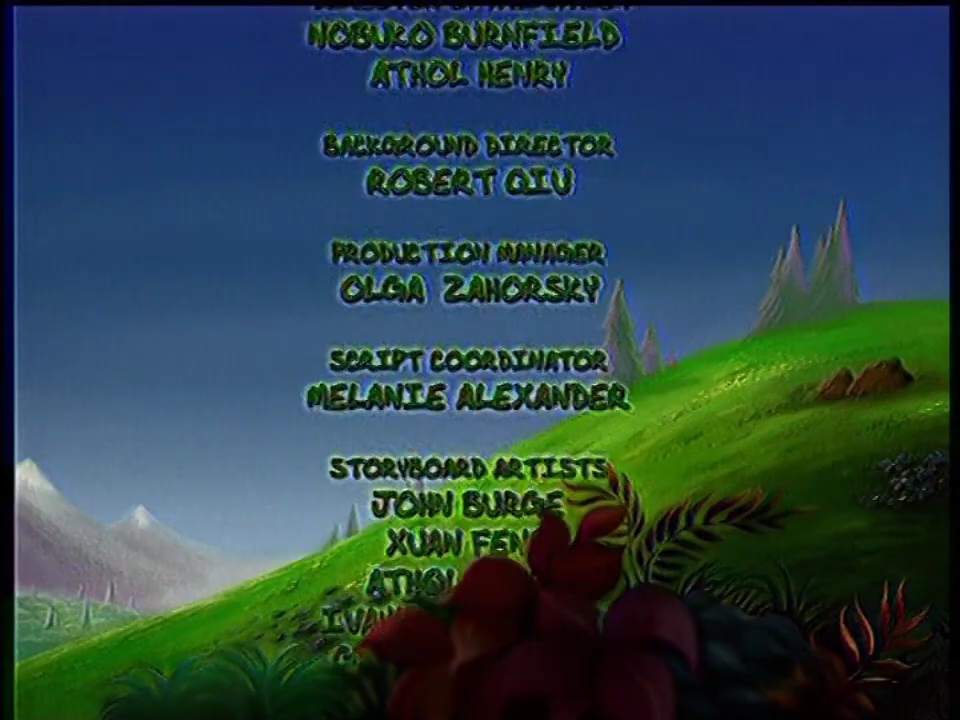 NOBUKO BURNFIELD
ATHOL HENRY
BACKGROUND DIRECTOR
ROBERT QIU
PRODUCTION MANAGER
OLGA ZAHORSKY
SCRIPT COORDINATOR
MELANIE ALEXANDER
STORYBOARD ARTISTS
JOHN BURGE
XUAN